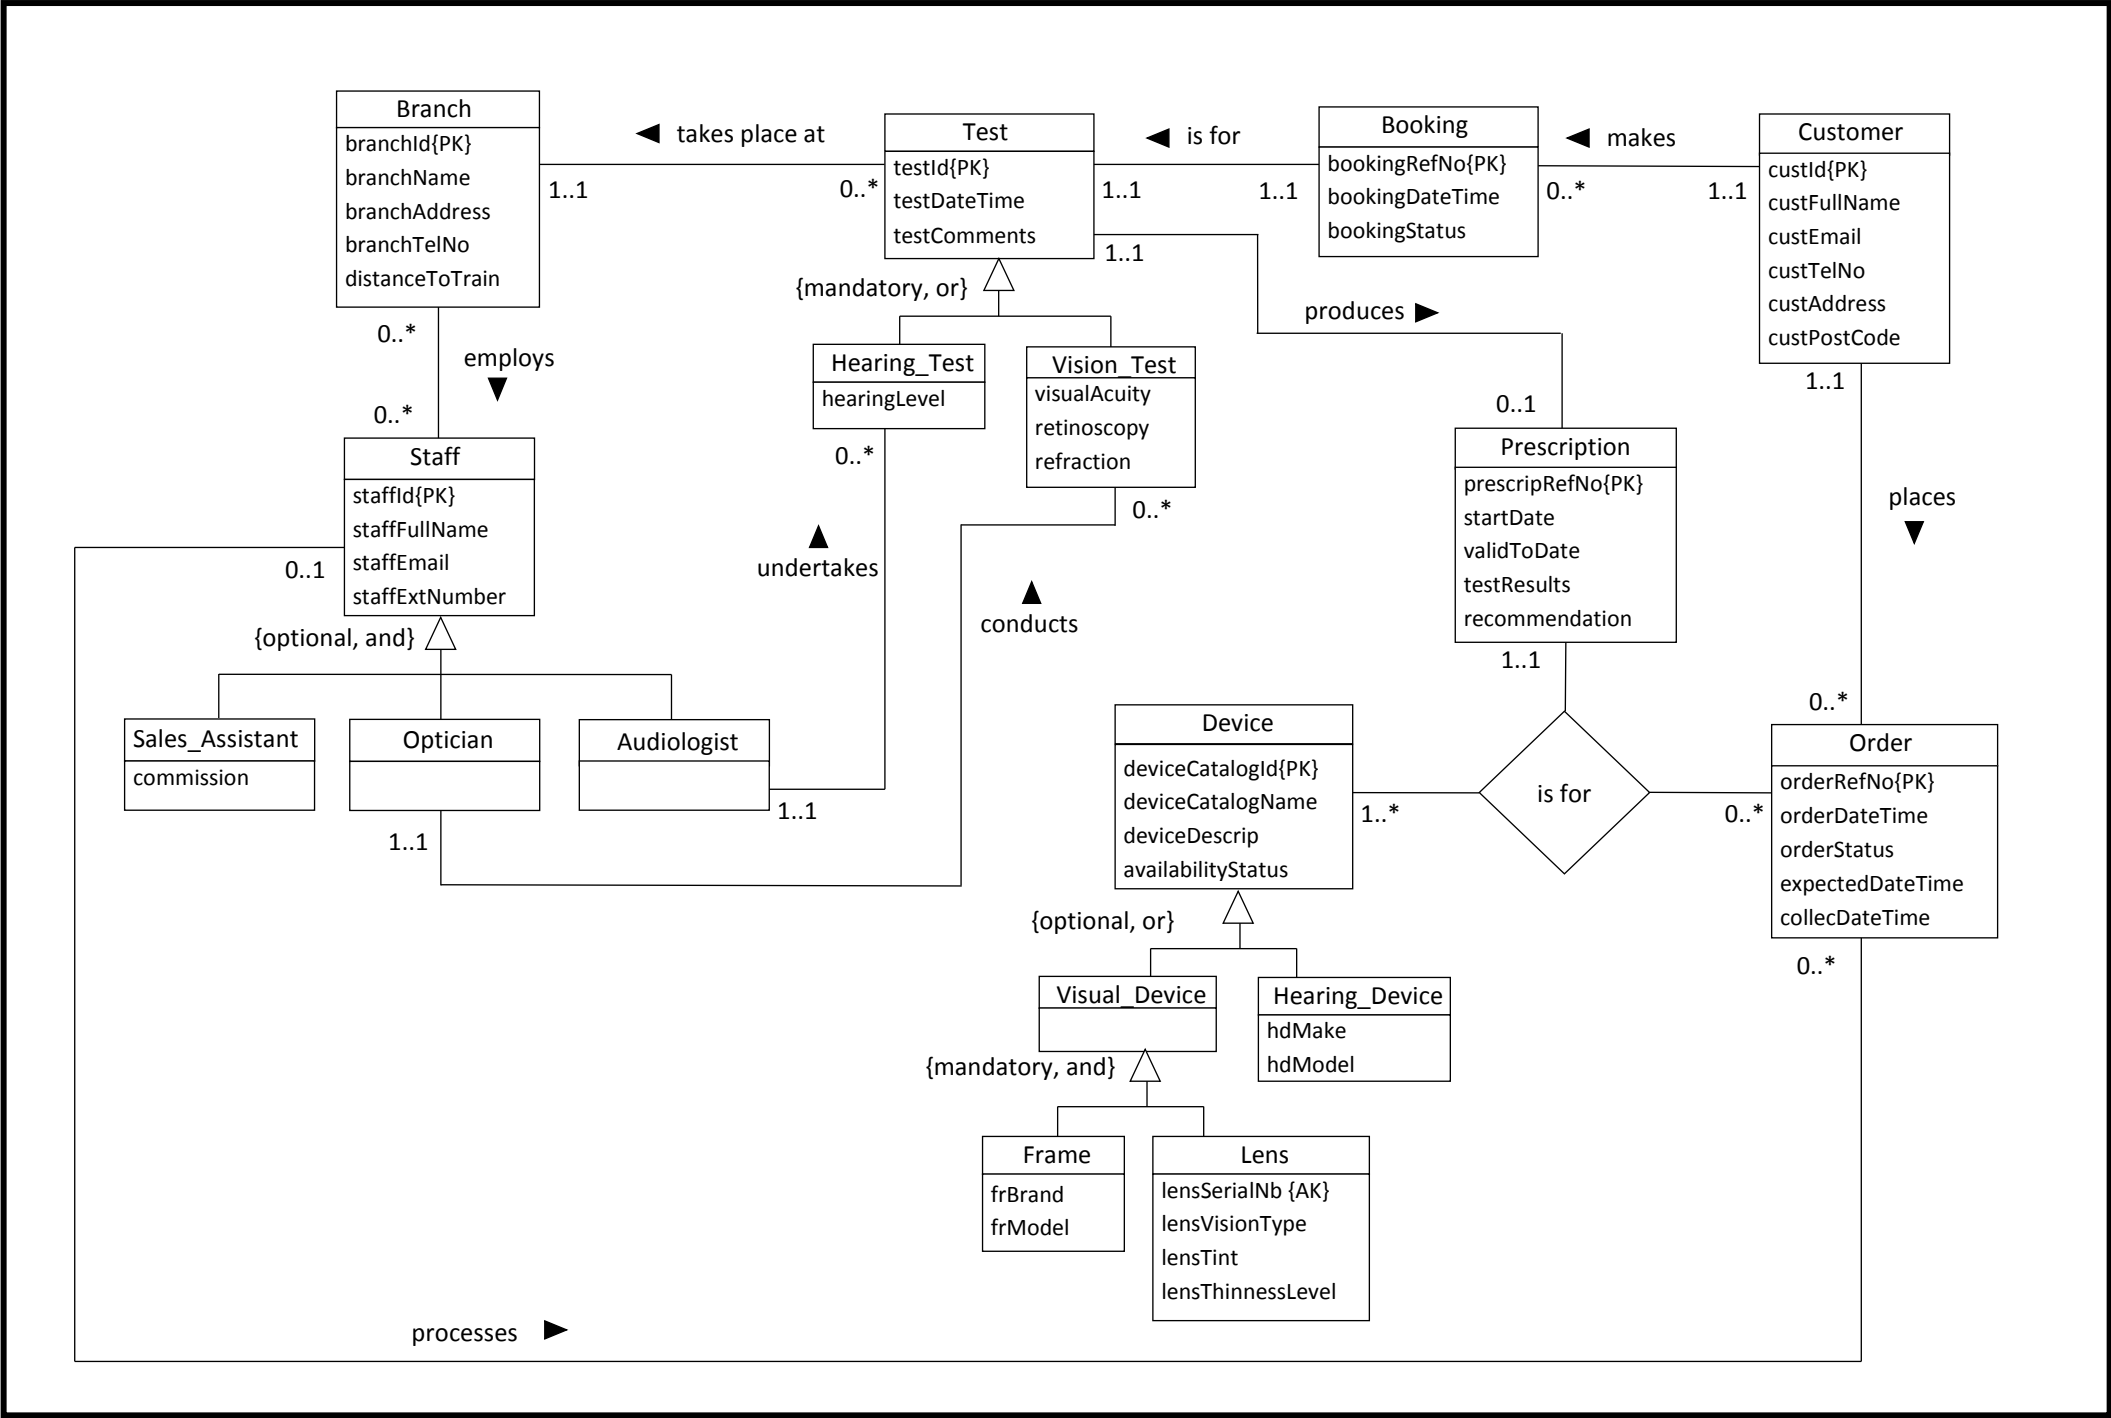 Branch
branchId{PK}
branchName
branchAddress
branchTelNo
distanceToTrain
takes place at
1..1
0..*
Test
testId{PK}
testDateTime
testComments
is for
1..1
1..1
Booking
bookingRefNo{PK}
bookingDateTime
bookingStatus
makes
0..*
1..1
Customer
custId{PK}
custFullName
custEmail
custTelNo
custAddress
custPostCode
1..1
produces
0..1
{mandatory, or}
Hearing_Test
hearingLevel
0..*
Vision_Test
visualAcuity
retinoscopy
refraction
0..*
0..*
employs
0..*
Staff
staffId{PK}
staffFullName
staffEmail
staffExtNumber
0..1
{optional, and}
undertakes
conducts
Sales_Assistant
commission
Optician
1..1
Audiologist
1..1
Prescription
prescripRefNo{PK}
startDate
validToDate
testResults
recommendation
1..1
1..1
places
0..*
Device
deviceCatalogId{PK}
deviceCatalogName
deviceDescrip
availabilityStatus
1..*
is for
0..*
Order
orderRefNo{PK}
orderDateTime
orderStatus
expectedDateTime
collecDateTime
0..*
{optional, or}
Visual_Device
Hearing_Device
hdMake
hdModel
{mandatory, and}
Frame
frBrand
frModel
Lens
lensSerialNb {AK}
lensVisionType
lensTint
lensThinnessLevel
processes